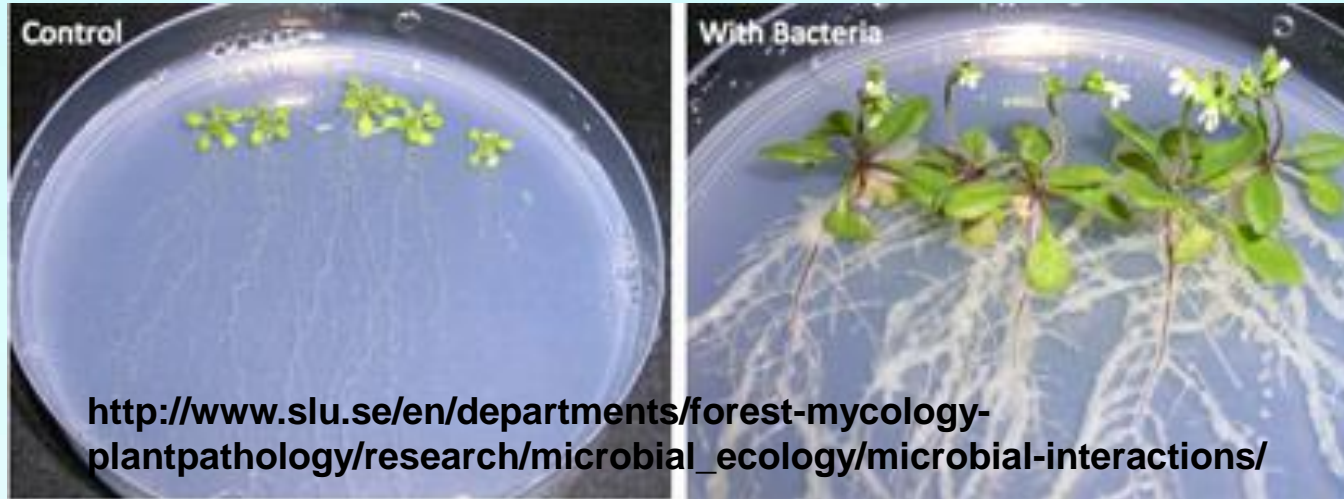 Control
With Bacteria
http://www.slu.se/en/departments/forest-mycology-
plantpathology/research/microbial_ecology/microbial-interactions/